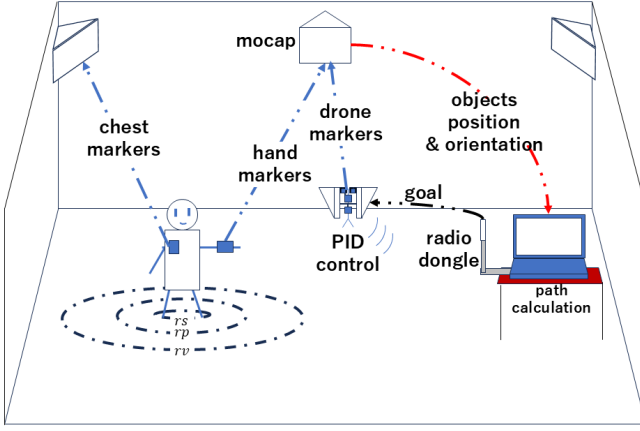 mocap
chest
markers
hand
markers
drone
markers
objects
position
& orientation
goal
PID
control
radio
dongle
path
calculation
rs
rp
rv